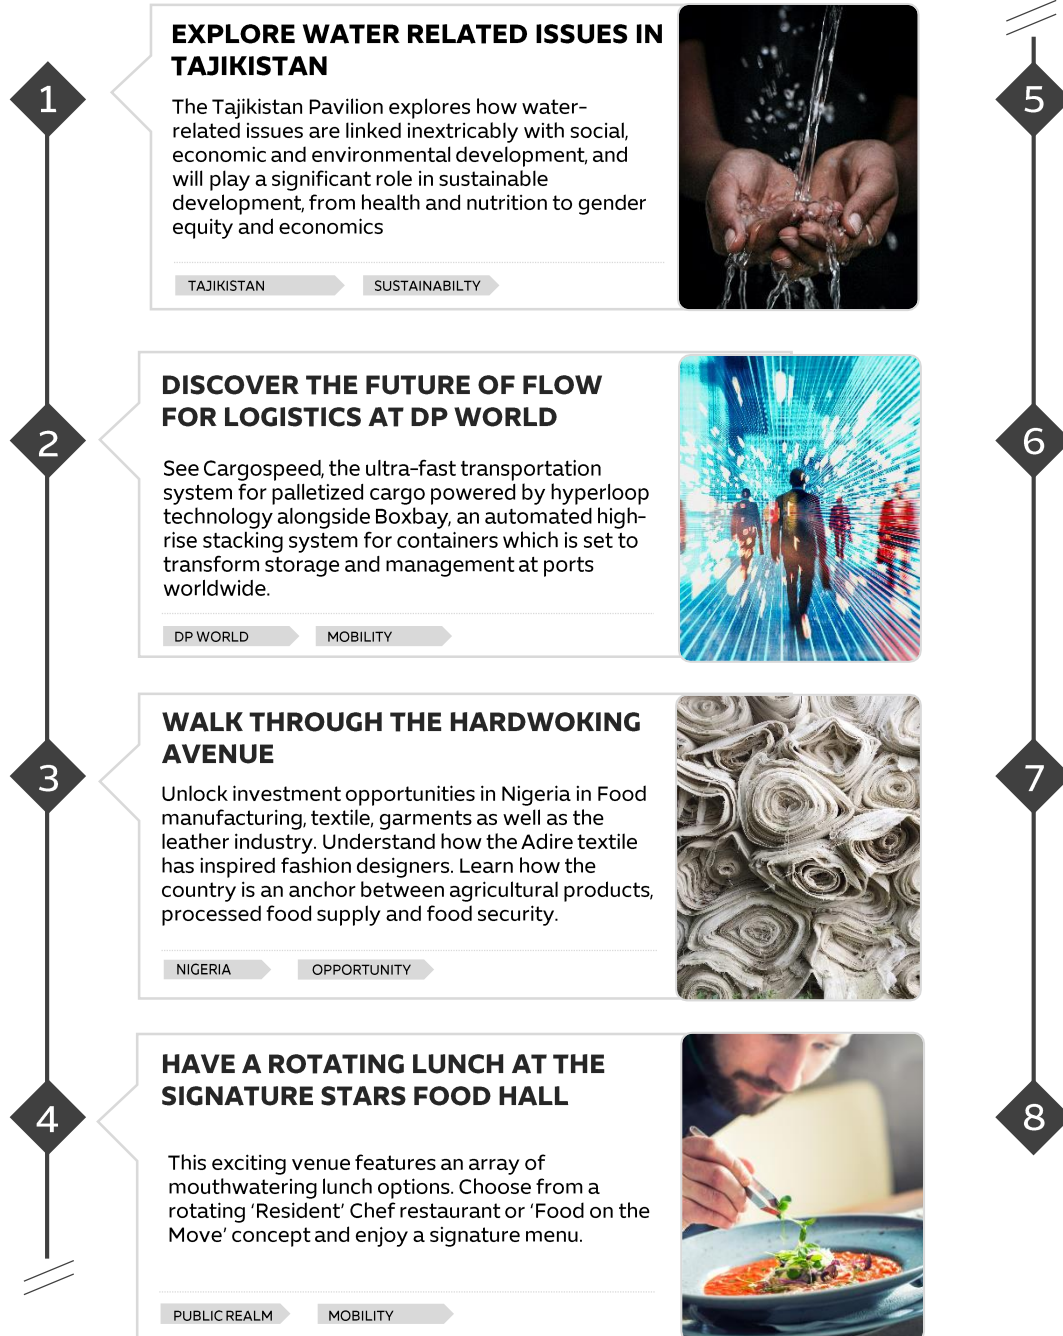 1
EXPLORE WATER RELATED ISSUES IN
TAJIKISTAN
The Tajikistan Pavilion explores how water-
related issues are linked inextricably with social,
economic and environmental development, and
will play a significant role in sustainable
development, from health and nutrition to gender
equity and economics
TAJIKISTAN
SUSTAINABILTY
2
DISCOVER THE FUTURE OF FLOW
FOR LOGISTICS AT DP WORLD
See Cargospeed, the ultra-fast transportation
system for palletized cargo powered by hyperloop
technology alongside Boxbay, an automated high-
rise stacking system for containers which is set to
transform storage and management at ports
worldwide.
DP WORLD
MOBILITY
3
WALK THROUGH THE HARDWOKING
AVENUE
Unlock investment opportunities in Nigeria in Food
manufacturing, textile, garments as well as the
leather industry. Understand how the Adire textile
has inspired fashion designers. Learn how the
country is an anchor between agricultural products,
processed food supply and food security.
NIGERIA
OPPORTUNITY
4
HAVE A ROTATING LUNCH AT THE
SIGNATURE STARS FOOD HALL
This exciting venue features an array of
mouthwatering lunch options. Choose from a
rotating ‘Resident’ Chef restaurant or ‘Food on the
Move’ concept and enjoy a signature menu.
PUBLIC REALM
MOBILITY
5
6
7
8